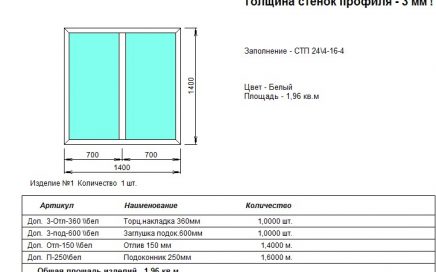 Толщина стенок профиля - 3 мм !
Заполнение - СТП 24\4-16-4
Цвет - Белый
Площадь - 1,96 кв.м
1400
700 700
1400
Изделие №1 Количество 1 шт.
Артикул Наименование Количество
Доп. 3-Отл-360 \\бел Торц.накладка 360мм 1,0000 шт.
Доп. 3-под-600 \\бел Заглушка подок.600мм 1,0000 шт.
Доп. Отл-150 \\бел Отлив 150 мм 1,4000 м.
Доп. П-250\\бел Подоконник 250мм 1,6000 м.
Общая площадь изделий 1,96 кв.м